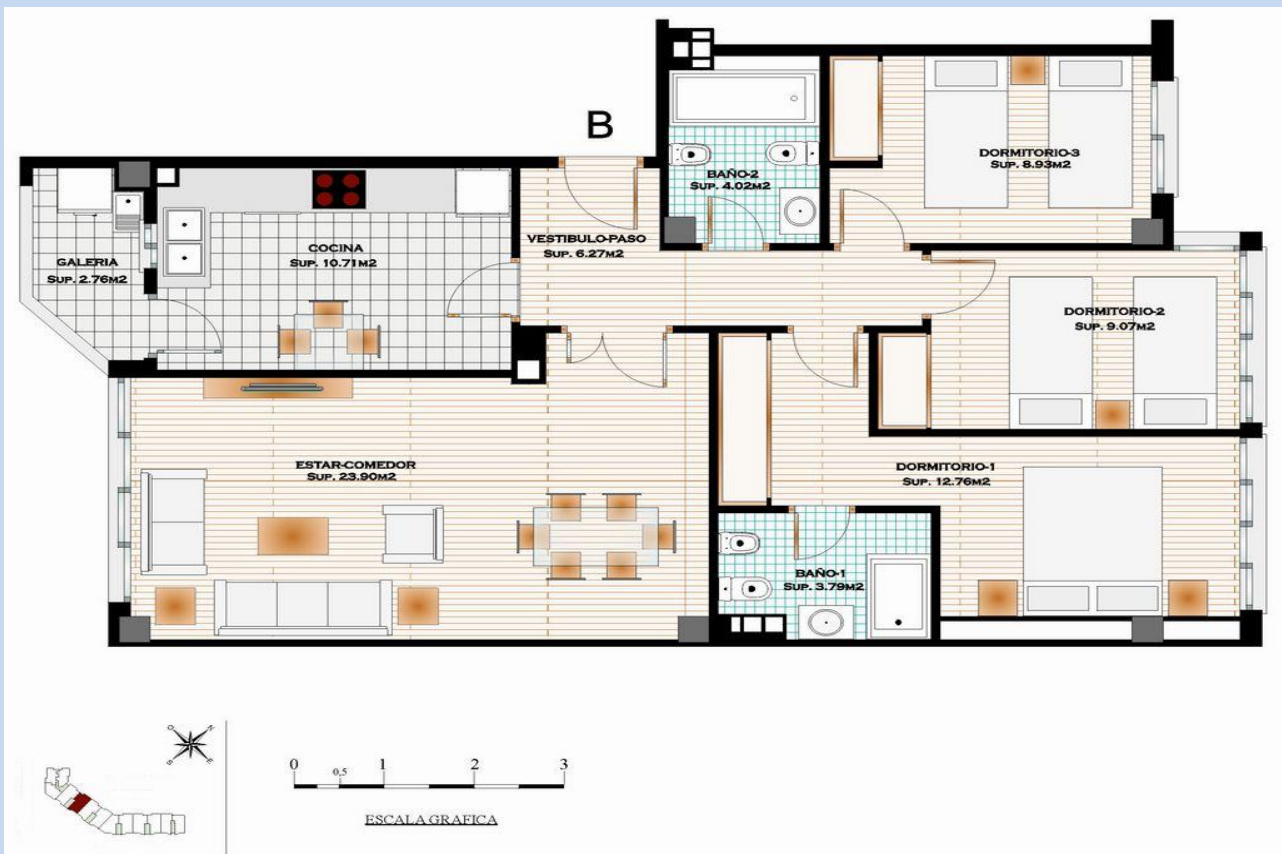 B
DORMITORIO-3
SUP. 8.93M2
BAÑO-2
SUP. 4.02M2
VESTIBULO-PASO
SUP. 6.27M2
COCINA
SUP. 10.71M2
GALERIA
SUP. 2.76M2
DORMITORIO-2
SUP. 9.07M2
ESTAR-COMEDOR
SUP. 23.90M2
DORMITORIO-1
SUP. 12.76M2
BAÑO-1
SUP. 3.79M2
O N
S E
0 0,5 1 2 3
ESCALA GRAFICA